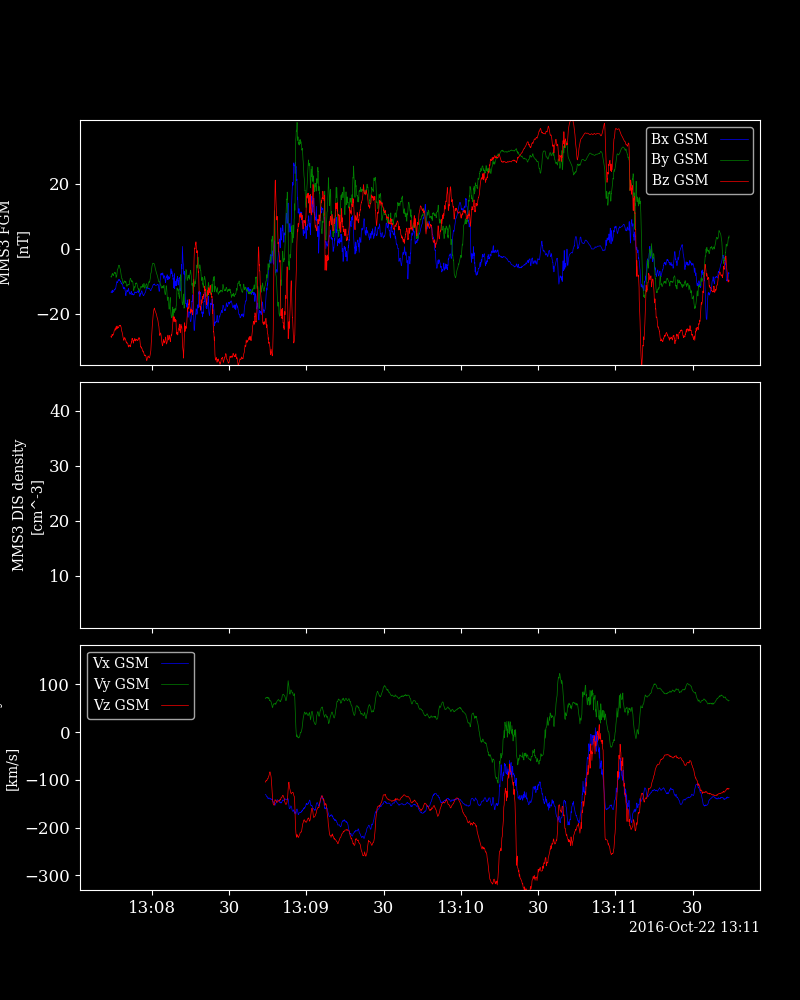 MMS3 FGM
[nT]
20
0
−20
Bx GSM
By GSM
Bz GSM
MMS3 DIS density
[cm^-3]
40
30
20
10
[km/s]
100
0
−100
−200
−300
Vx GSM
Vy GSM
Vz GSM
13:08 30 13:09 30 13:10 30 13:11 30
2016-Oct-22 13:11